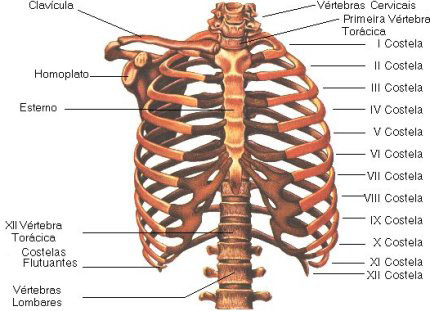 Clavícula
Homoplato
Esterno
XII Vértebra
Torácica
Costelas
Flutuantes
Vértebras
Lombares
Vértebras Cervicais
Primeira Vértebra
Torácica
I Costela
II Costela
III Costela
IV Costela
V Costela
VI Costela
VII Costela
VIII Costela
IX Costela
X Costela
XI Costela
XII Costela